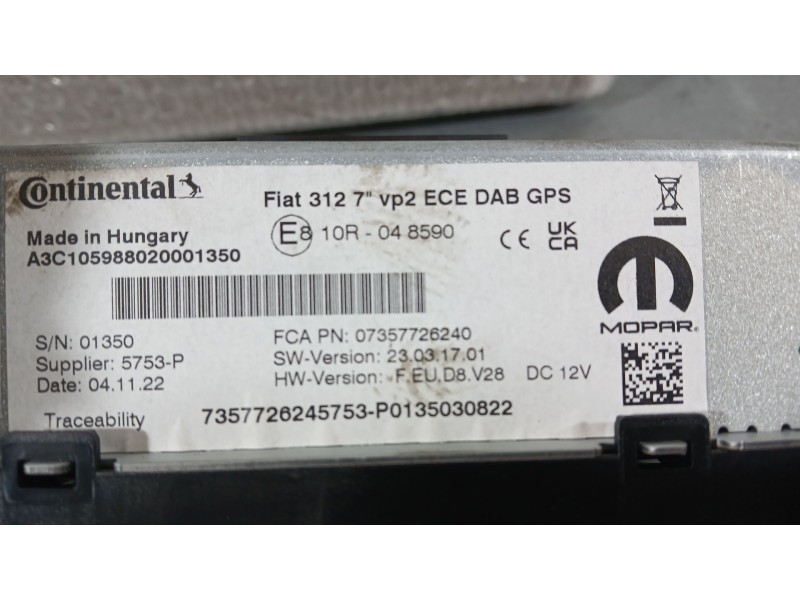 Continental
Fiat 312 7" vp2 ECE DAB GPS
Made in Hungary
E8 10R - 04 8590
CE UK CA
A3C105988020001350
MOPAR®
S/N: 01350
FCA PN: 07357726240
Supplier: 5753-P
SW-Version: 23.03.17.01
Date: 04.11.22
HW-Version: F.EU.D8.V28 DC 12V
Traceability 7357726245753-P0135030822